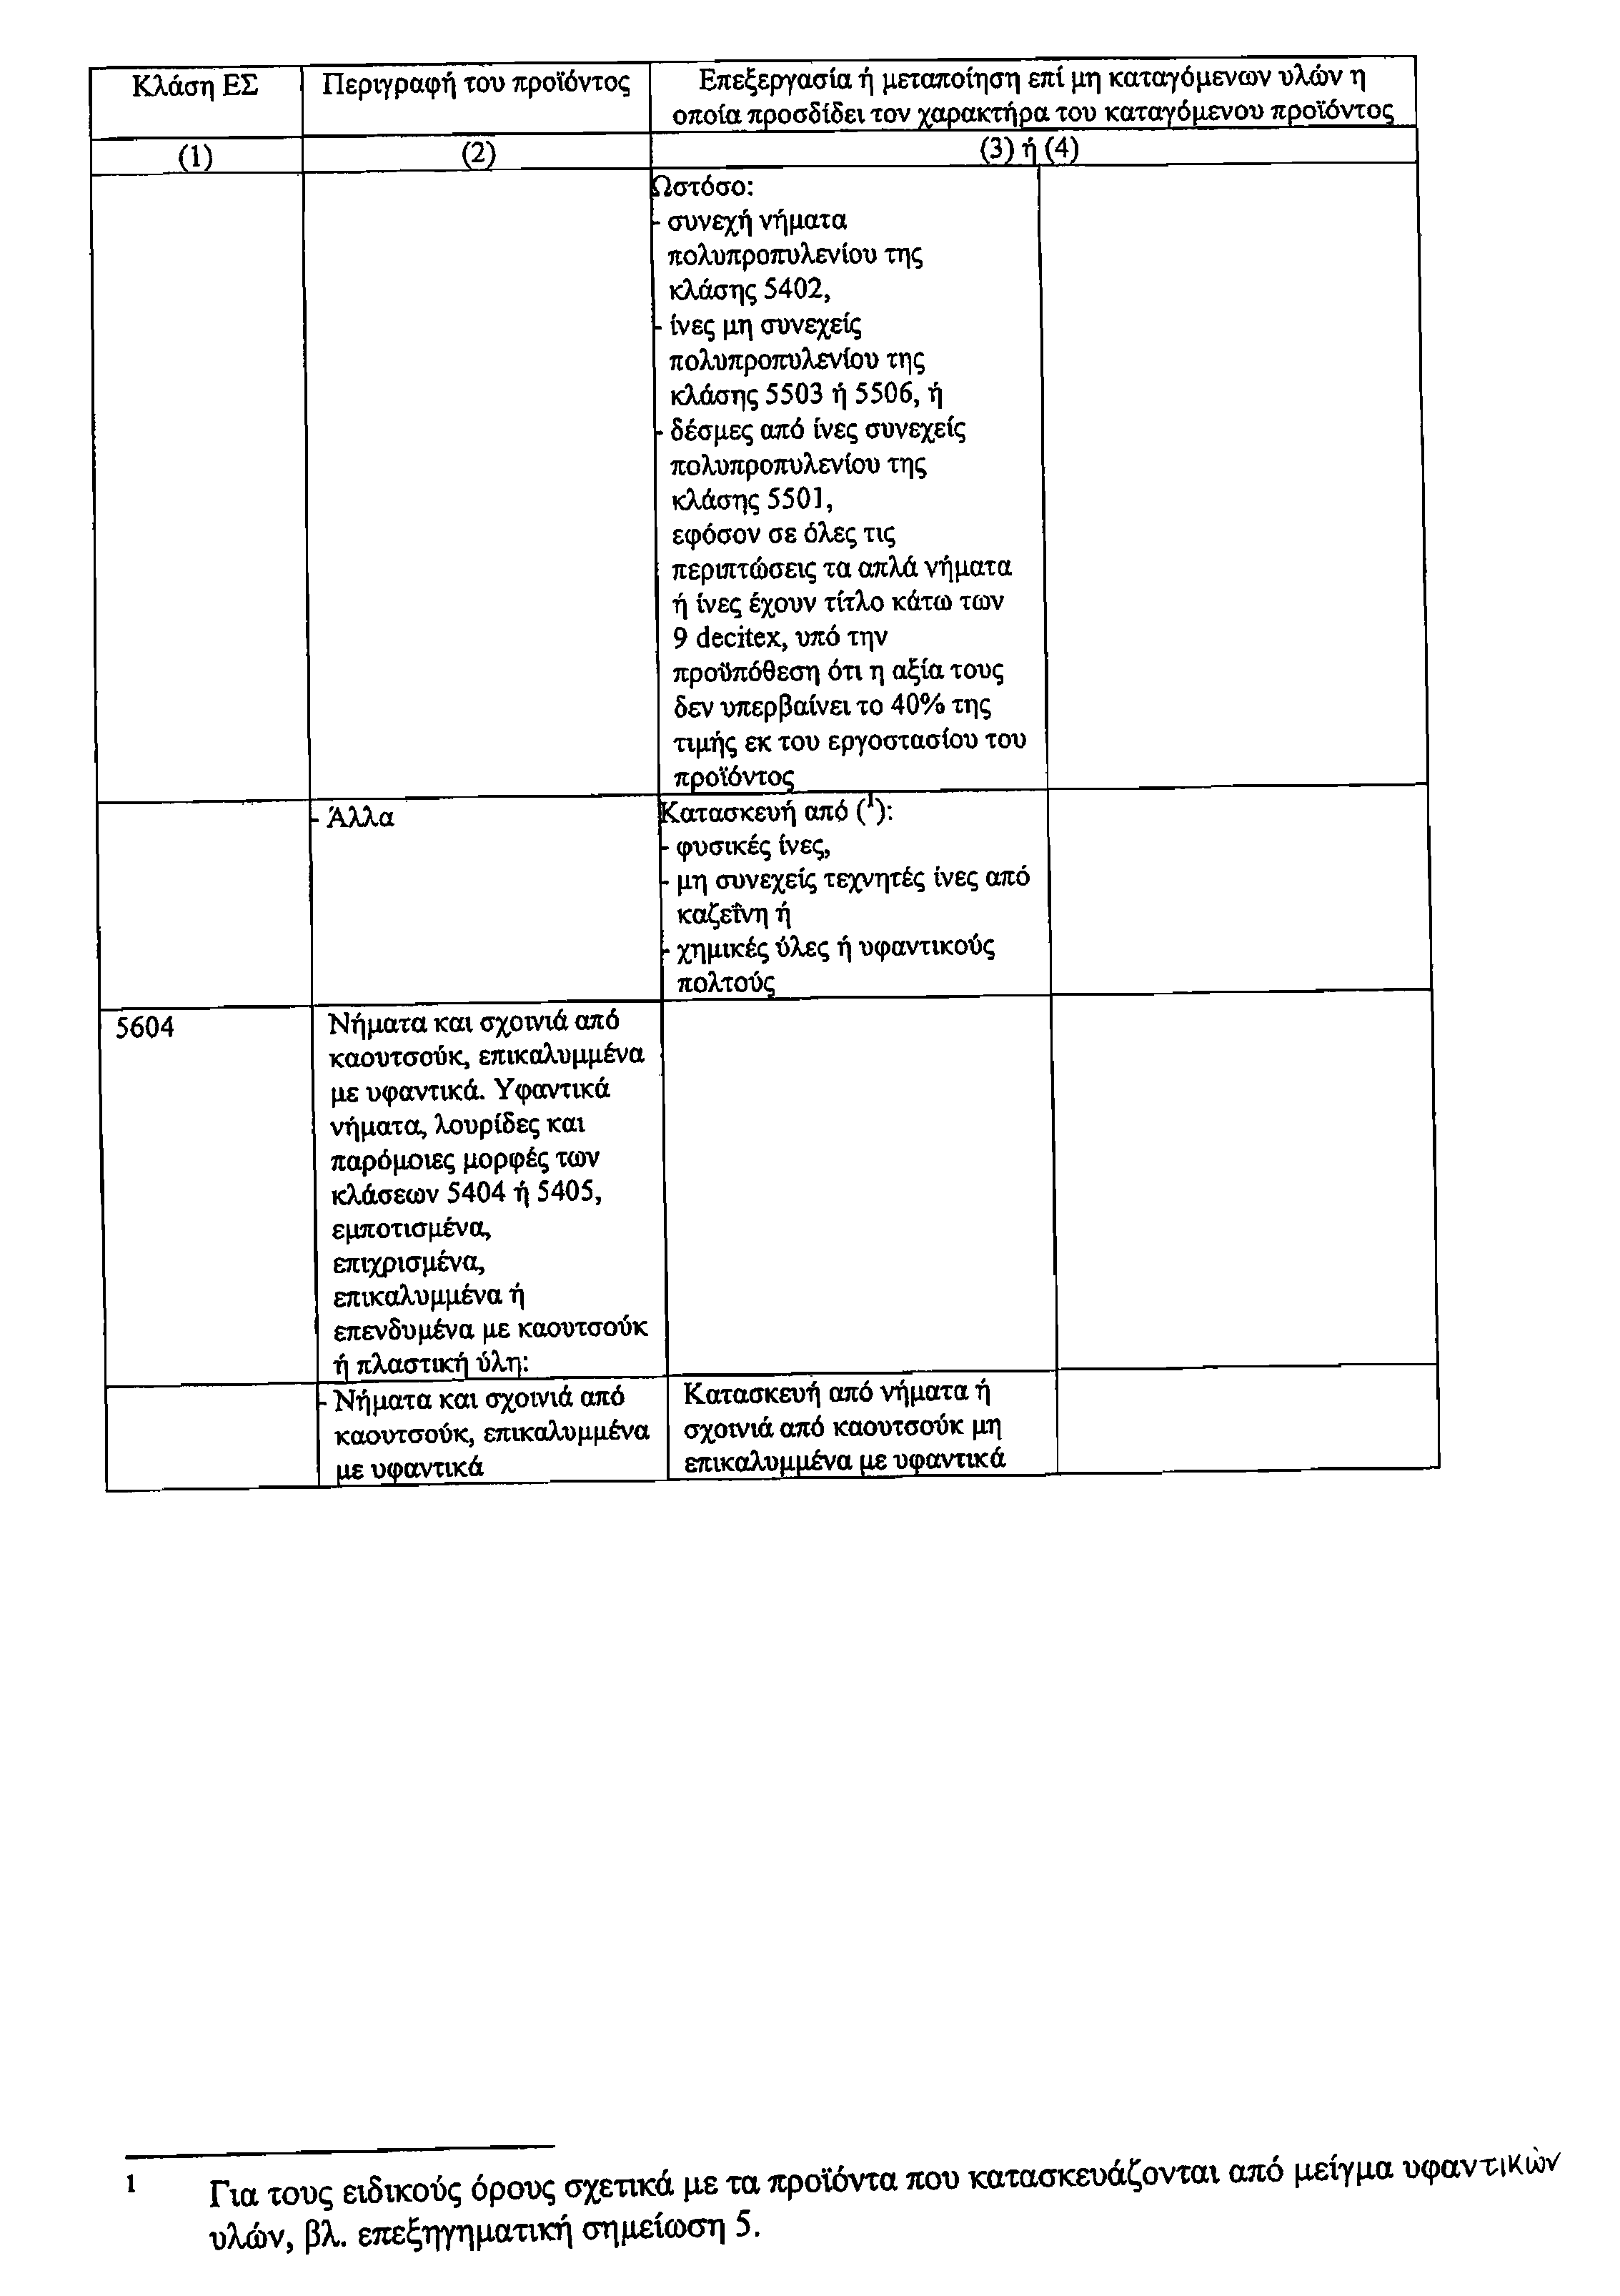 Κλάση ΕΣ
Περιγραφή του προϊόντος
Επεξεργασία ή μεταποίηση επί μη καταγόμενων υλών η
οποία προσδίδει τον χαρακτήρα του καταγόμενου προϊόντος
(1)
(2)
(3) ή (4)
Ωστόσο:
- συνεχή νήματα
πολυπροπυλενίου της
κλάσης 5402,
- ίνες μη συνεχείς
πολυπροπυλενίου της
κλάσης 5503 ή 5506, ή
- δέσμες από ίνες συνεχείς
πολυπροπυλενίου της
κλάσης 5501,
εφόσον σε όλες τις
περιπτώσεις τα απλά νήματα
ή ίνες έχουν τίτλο κάτω των
9 decitex, υπό την
προϋπόθεση ότι η αξία τους
δεν υπερβαίνει το 40% της
τιμής εκ του εργοστασίου του
προϊόντος
- Άλλα
Κατασκευή από (1):
- φυσικές ίνες,
- μη συνεχείς τεχνητές ίνες από
καζεΐνη ή
- χημικές ύλες ή υφαντικούς
πολτούς
5604
Νήματα και σχοινιά από
καουτσούκ, επικαλυμμένα
με υφαντικά. Υφαντικά
νήματα, λουρίδες και
παρόμοιες μορφές των
κλάσεων 5404 ή 5405,
εμποτισμένα,
επιχρισμένα,
επικαλυμμένα ή
επενδυμένα με καουτσούκ
ή πλαστική ύλη:
- Νήματα και σχοινιά από
καουτσούκ, επικαλυμμένα
με υφαντικά
Κατασκευή από νήματα ή
σχοινιά από καουτσούκ μη
επικαλυμμένα με υφαντικά
1 Για τους ειδικούς όρους σχετικά με τα προϊόντα που κατασκευάζονται από μείγμα υφαντικών
υλών, βλ. επεξηγηματική σημείωση 5.